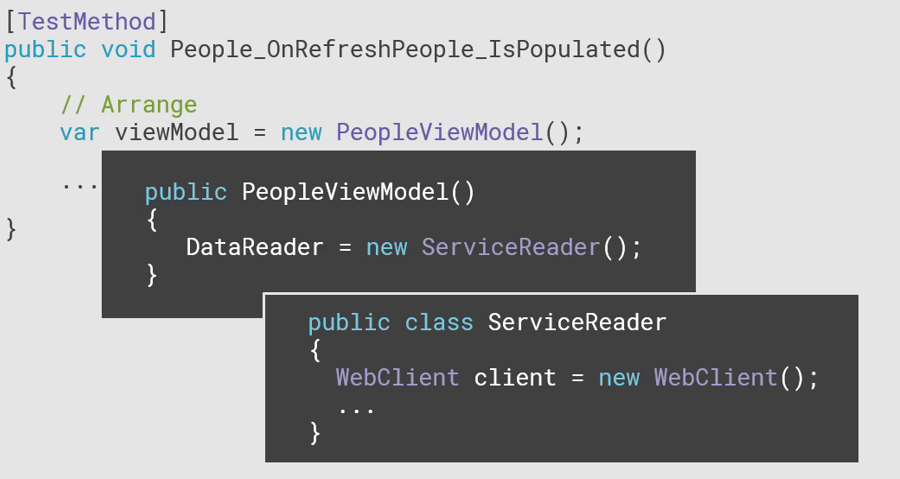 [TestMethod]
public void People_OnRefreshPeople_IsPopulated()
{
    // Arrange
    var viewModel = new PeopleViewModel();
    ...
}
public PeopleViewModel()
{
   DataReader = new ServiceReader();
}
public class ServiceReader
{
  WebClient client = new WebClient();
  ...
}